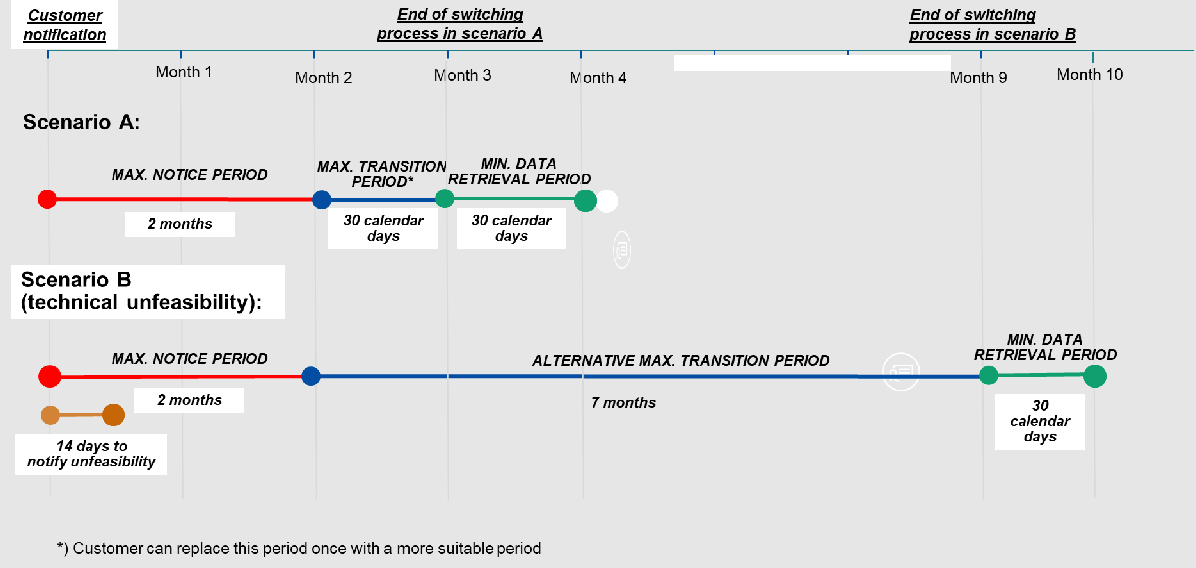 Customer
notification
End of switching
process in scenario A
End of switching
process in scenario B
Month 1
Month 2
Month 3
Month 4
Month 9
Month 10
Scenario A:
MAX. NOTICE PERIOD
MAX. TRANSITION
PERIOD*
MIN. DATA
RETRIEVAL PERIOD
2 months
30 calendar
days
30 calendar
days
Scenario B
(technical unfeasibility):
MAX. NOTICE PERIOD
ALTERNATIVE MAX. TRANSITION PERIOD
MIN. DATA
RETRIEVAL PERIOD
2 months
7 months
30
calendar
days
14 days to
notify unfeasibility
*) Customer can replace this period once with a more suitable period